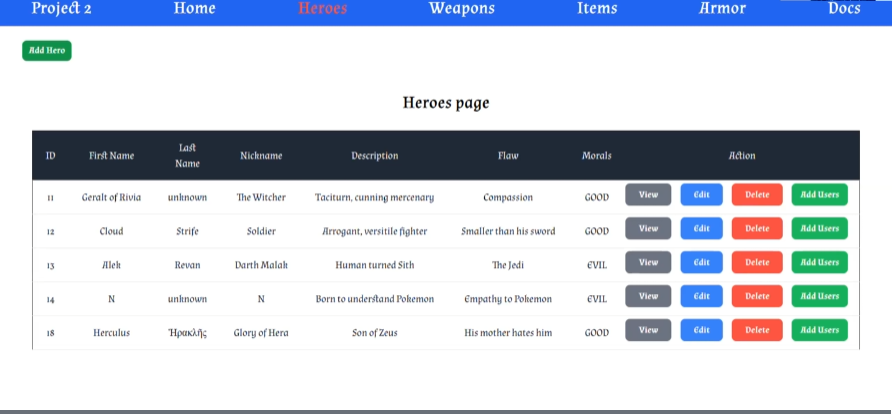 Project 2 Home Heroes Weapons Items Armor Docs
Add Hero
Heroes page
ID First Name Last Name Nickname Description Flaw Morals Action
11 Geralt of Rivia unknown The Witcher Taciturn, cunning mercenary Compassion GOOD View Edit Delete Add Users
12 Cloud Strife Soldier Arrogant, versitile fighter Smaller than his sword GOOD View Edit Delete Add Users
13 Alek Revan Darth Malak Human turned Sith The Jedi EVIL View Edit Delete Add Users
14 N unknown N Born to understand Pokemon Empathy to Pokemon EVIL View Edit Delete Add Users
18 Herculus Ἡρακλῆς Glory of Hera Son of Zeus His mother hates him GOOD View Edit Delete Add Users